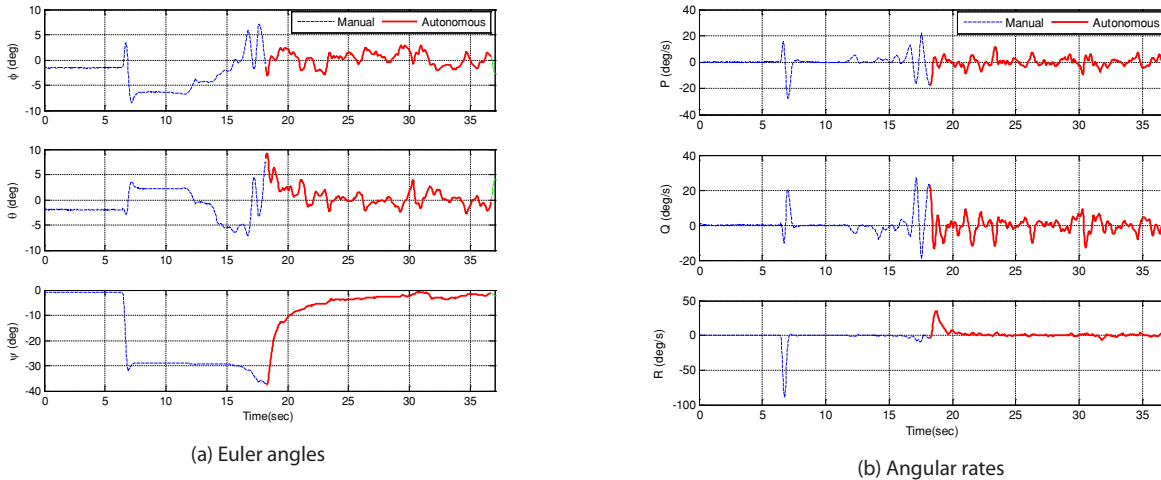 Manual Autonomous
10
5
0
-5
-10
φ (deg)
0 5 10 15 20 25 30 35
10
5
0
-5
-10
θ (deg)
0 5 10 15 20 25 30 35
0
-10
-20
-30
-40
ψ (deg)
0 5 10 15 20 25 30 35
Time(sec)
(a) Euler angles
Manual Autonomous
40
20
0
-20
-40
P (deg/s)
0 5 10 15 20 25 30 35
40
20
0
-20
Q (deg/s)
0 5 10 15 20 25 30 35
50
0
-50
-100
R (deg/s)
0 5 10 15 20 25 30 35
Time(sec)
(b) Angular rates